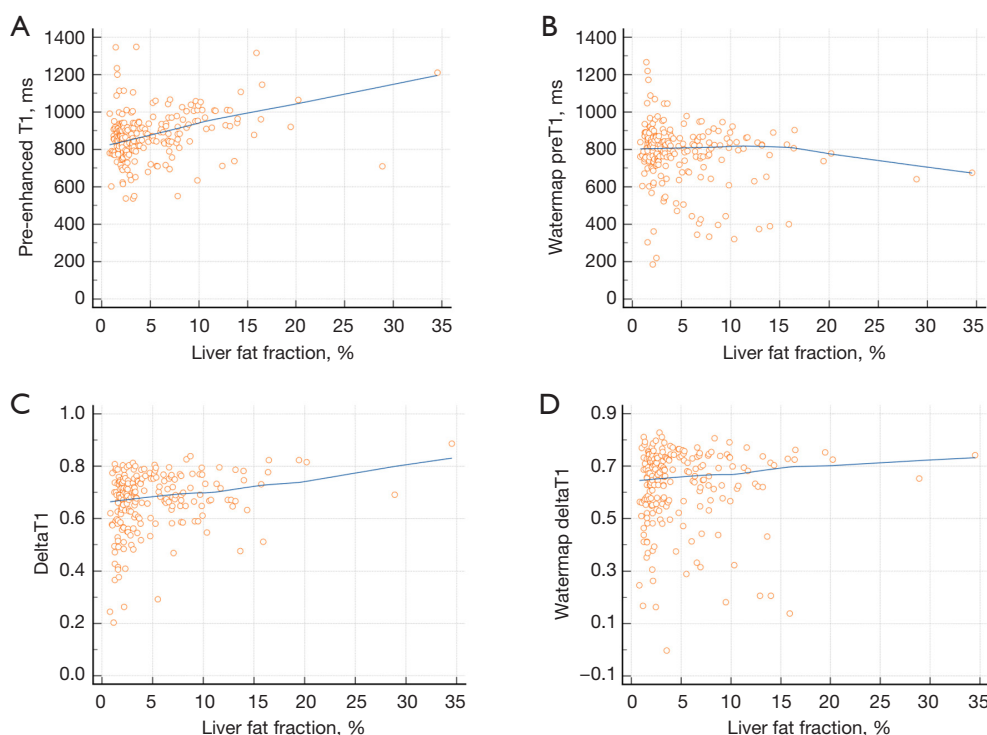 A
Pre-enhanced T1, ms
1400
1200
1000
800
600
400
200
0
0 5 10 15 20 25 30 35
Liver fat fraction, %
B
Watermap preT1, ms
1400
1200
1000
800
600
400
200
0
0 5 10 15 20 25 30 35
Liver fat fraction, %
C
DeltaT1
1.0
0.8
0.6
0.4
0.2
0.0
0 5 10 15 20 25 30 35
Liver fat fraction, %
D
Watermap deltaT1
0.9
0.7
0.5
0.3
0.1
−0.1
0 5 10 15 20 25 30 35
Liver fat fraction, %